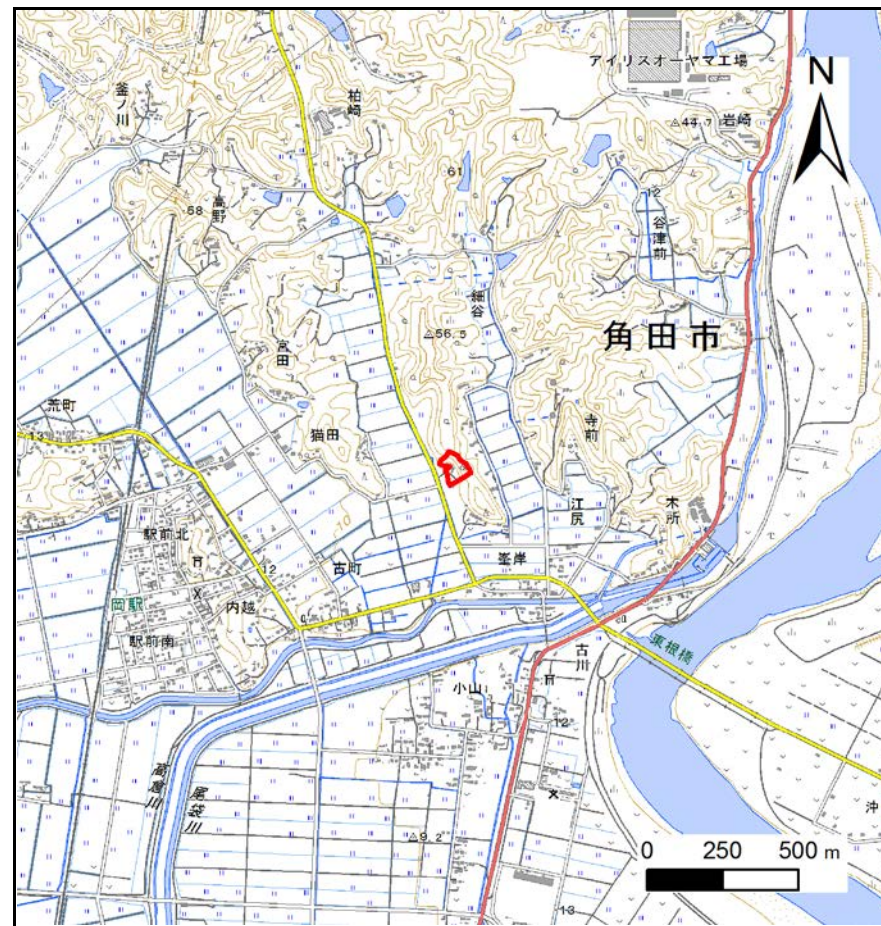 アイリスオーヤマ工場
N
釜ノ川
柏崎
20
44.7
岩崎
61
12
58
高野
谷津前
細谷
56.5
角田市
宮田
荒町
13
猫田
寺前
10
江尻
木所
駅前北
12
古町
峯岸
岡駅
内越
駅前南
古川
東根橋
小山
12
高倉川
尾袋川
沖
9.2
0 250 500 m
13